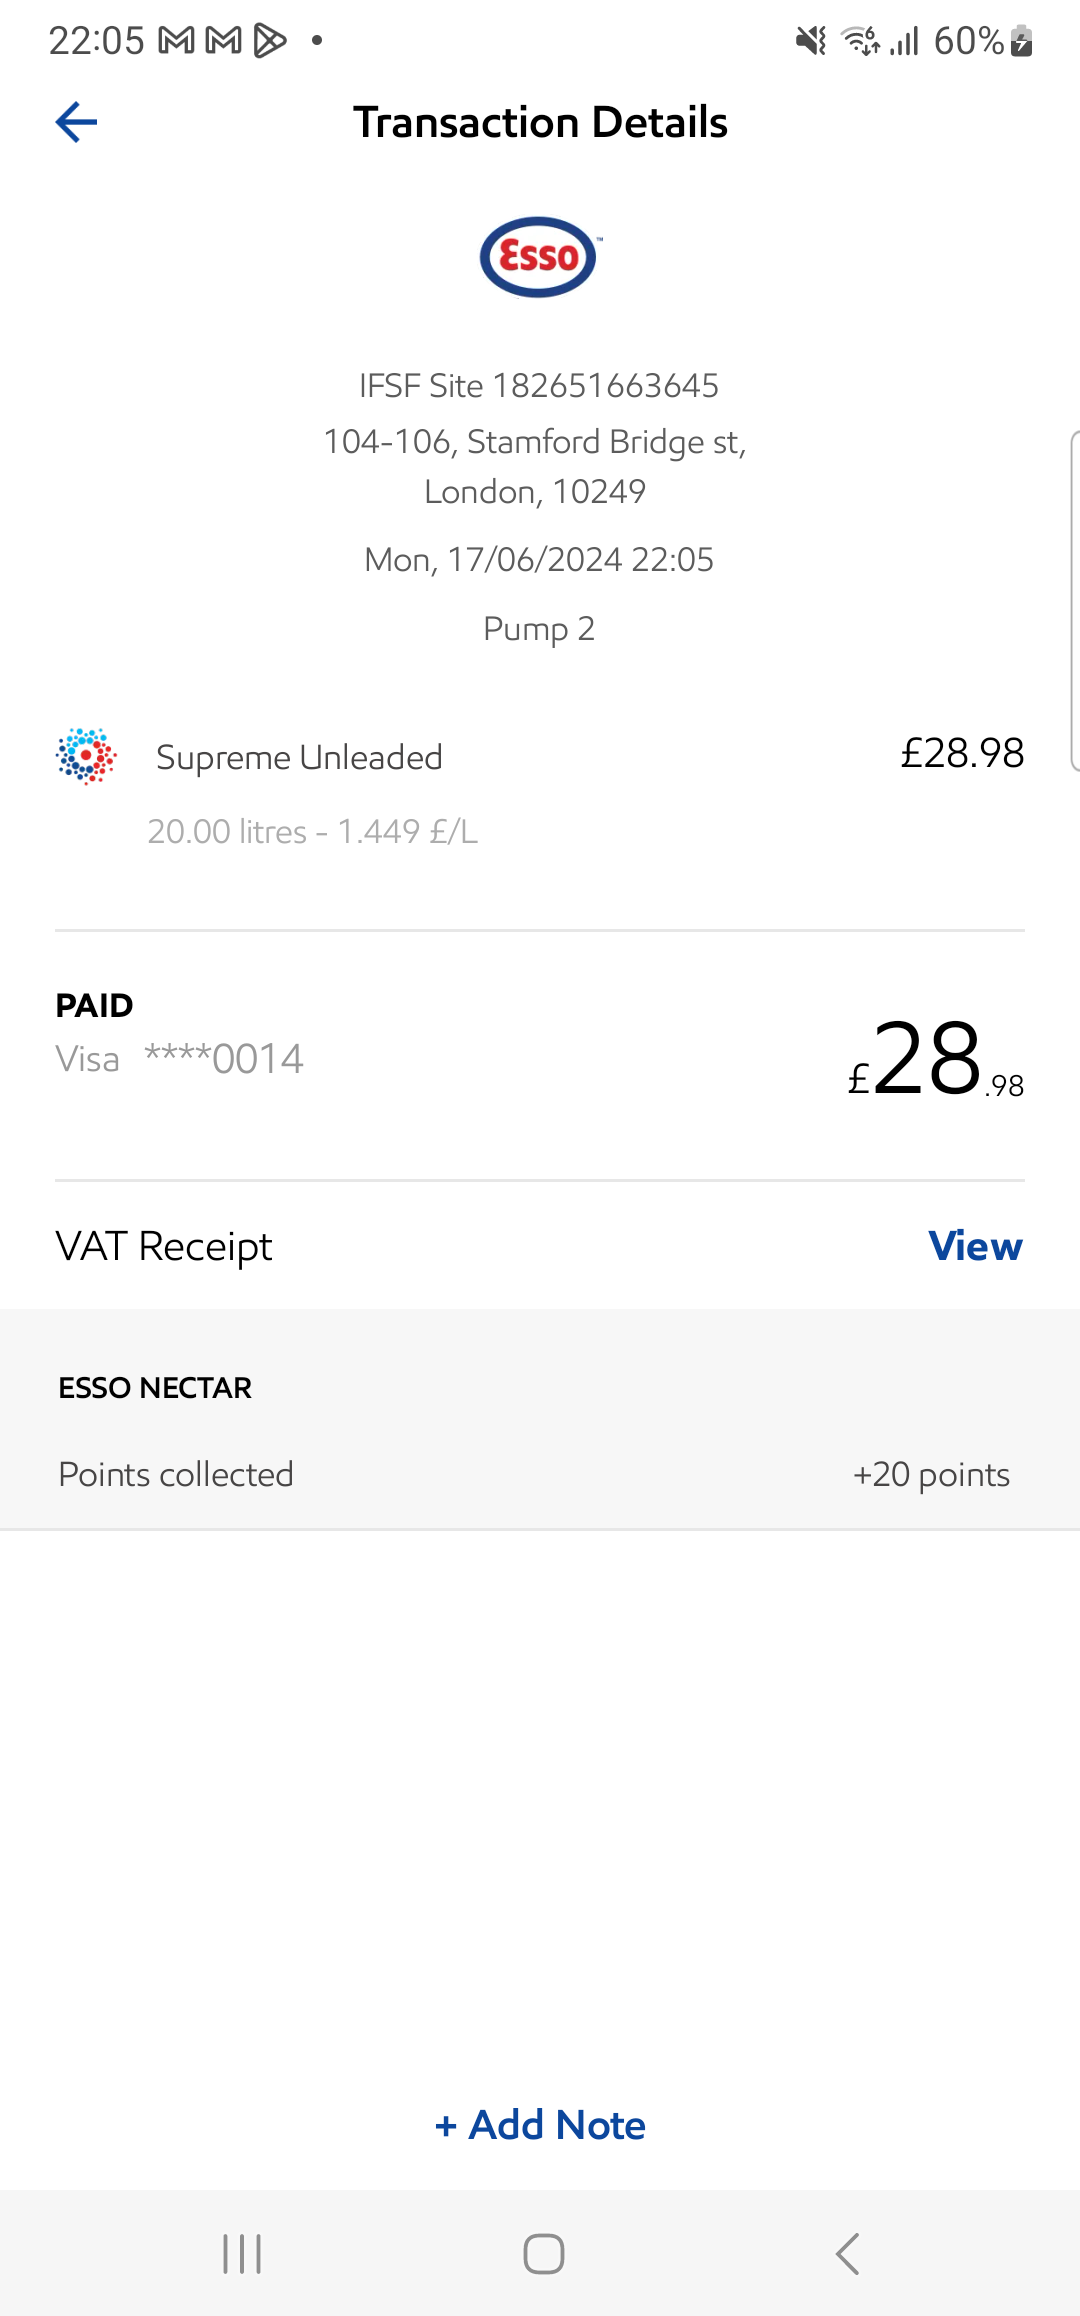 22:05
60%
Transaction Details
Esso
™
IFSF Site 182651663645
104-106, Stamford Bridge st,
London, 10249
Mon, 17/06/2024 22:05
Pump 2
Supreme Unleaded £28.98
20.00 litres - 1.449 £/L
PAID
Visa ****0014
£28.98
VAT Receipt View
ESSO NECTAR
Points collected +20 points
+ Add Note